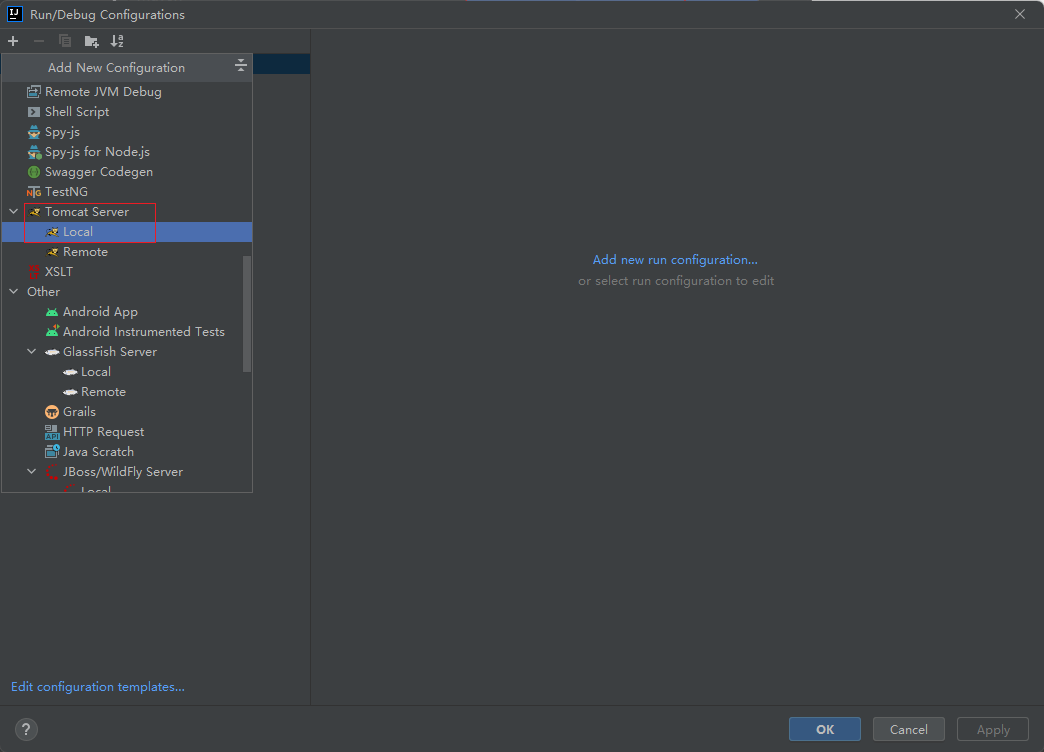 Run/Debug Configurations
Add New Configuration
Remote JVM Debug
Shell Script
Spy-js
Spy-js for Node.js
Swagger Codegen
TestNG
Tomcat Server
Local
Remote
XSLT
Other
Android App
Android Instrumented Tests
GlassFish Server
Local
Remote
Grails
HTTP Request
Java Scratch
JBoss/WildFly Server
Local
Add new run configuration...
or select run configuration to edit
Edit configuration templates...
?
OK
Cancel
Apply